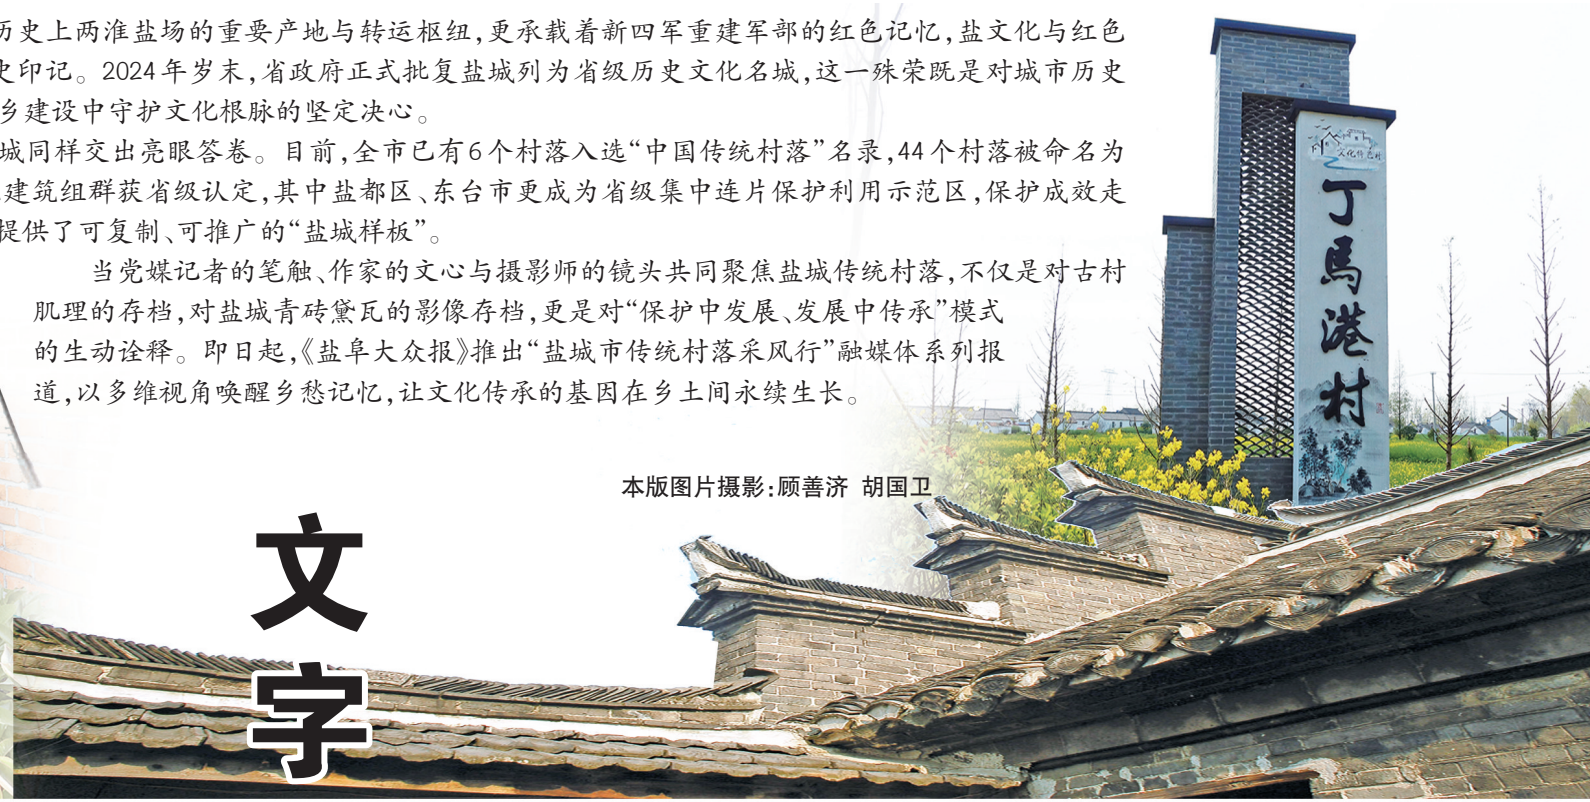 历史上两淮盐场的重要产地与转运枢纽,更承载着新四军重建军部的红色记忆,盐文化与红色
史印记。2024年岁末,省政府正式批复盐城列为省级历史文化名城,这一殊荣既是对城市历史
乡建设中守护文化根脉的坚定决心。
城同样交出亮眼答卷。目前,全市已有6个村落入选“中国传统村落”名录,44个村落被命名为
建筑组群获省级认定,其中盐都区、东台市更成为省级集中连片保护利用示范区,保护成效走
提供了可复制、可推广的“盐城样板”。
当党媒记者的笔触、作家的文心与摄影师的镜头共同聚焦盐城传统村落,不仅是对古村
肌理的存档,对盐城青砖黛瓦的影像存档,更是对“保护中发展、发展中传承”模式
的生动诠释。即日起,《盐阜大众报》推出“盐城市传统村落采风行”融媒体系列报
道,以多维视角唤醒乡愁记忆,让文化传承的基因在乡土间永续生长。
本版图片摄影:顾善济 胡国卫
文字
丁馬港村